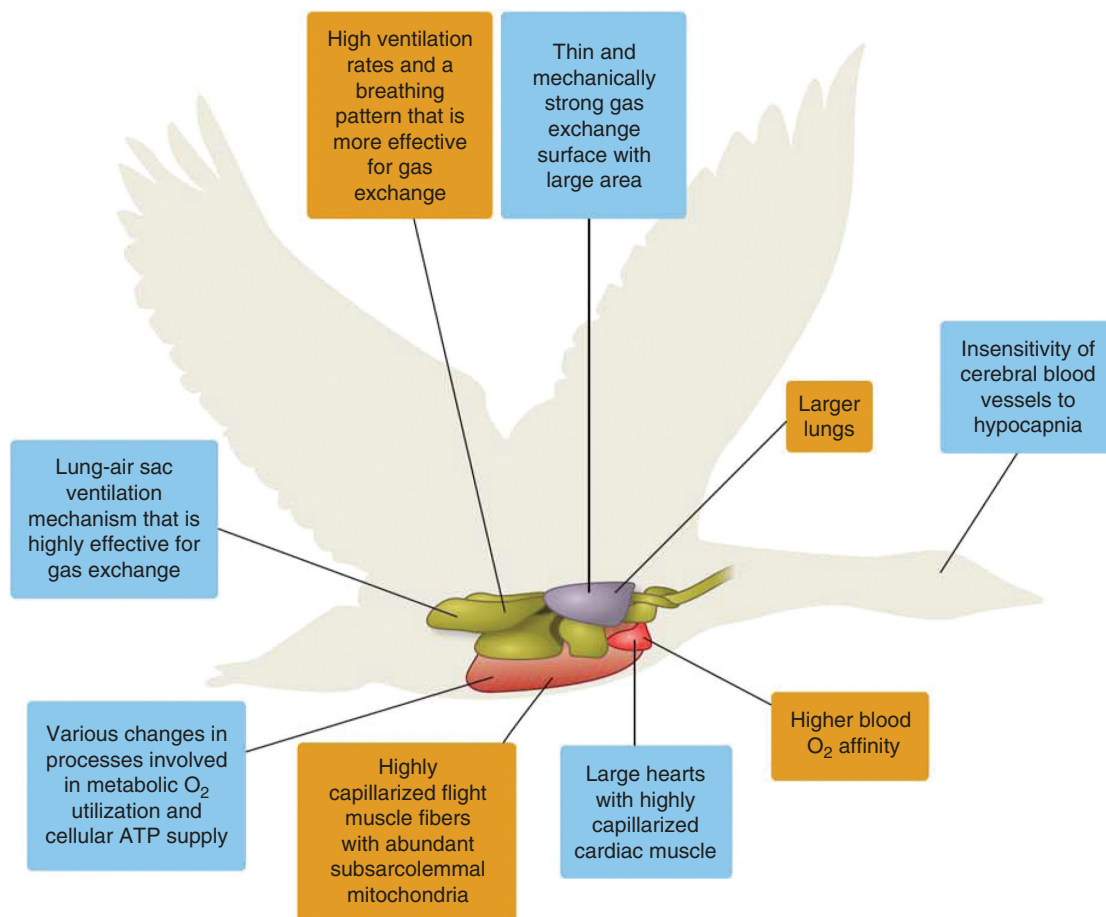 High ventilation
rates and a
breathing
pattern that is
more effective
for gas
exchange
Thin and
mechanically
strong gas
exchange
surface with
large area
Insensitivity of
cerebral blood
vessels to
hypocapnia
Larger
lungs
Lung-air sac
ventilation
mechanism that is
highly effective for
gas exchange
Various changes in
processes involved
in metabolic O₂
utilization and
cellular ATP supply
Highly
capillarized flight
muscle fibers
with abundant
subsarcolemmal
mitochondria
Large hearts
with highly
capillarized
cardiac muscle
Higher blood
O₂ affinity